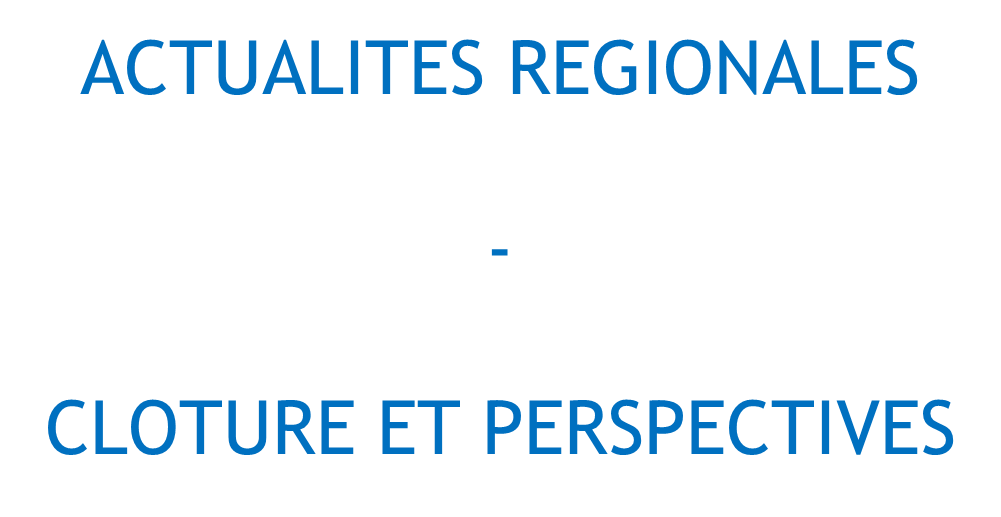 ACTUALITES REGIONALES
-
CLOTURE ET PERSPECTIVES